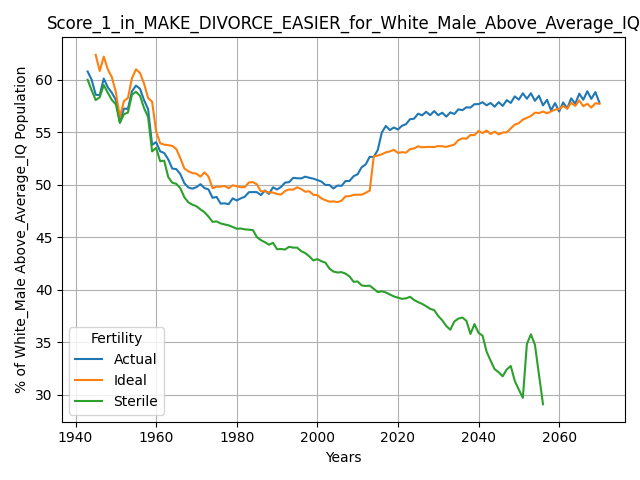 Score_1_in_MAKE_DIVORCE_EASIER_for_White_Male_Above_Average_IQ
% of White_Male Above_Average_IQ Population
60
55
50
45
40
35
30
Fertility
Actual
Ideal
Sterile
1940 1960 1980 2000 2020 2040 2060
Years